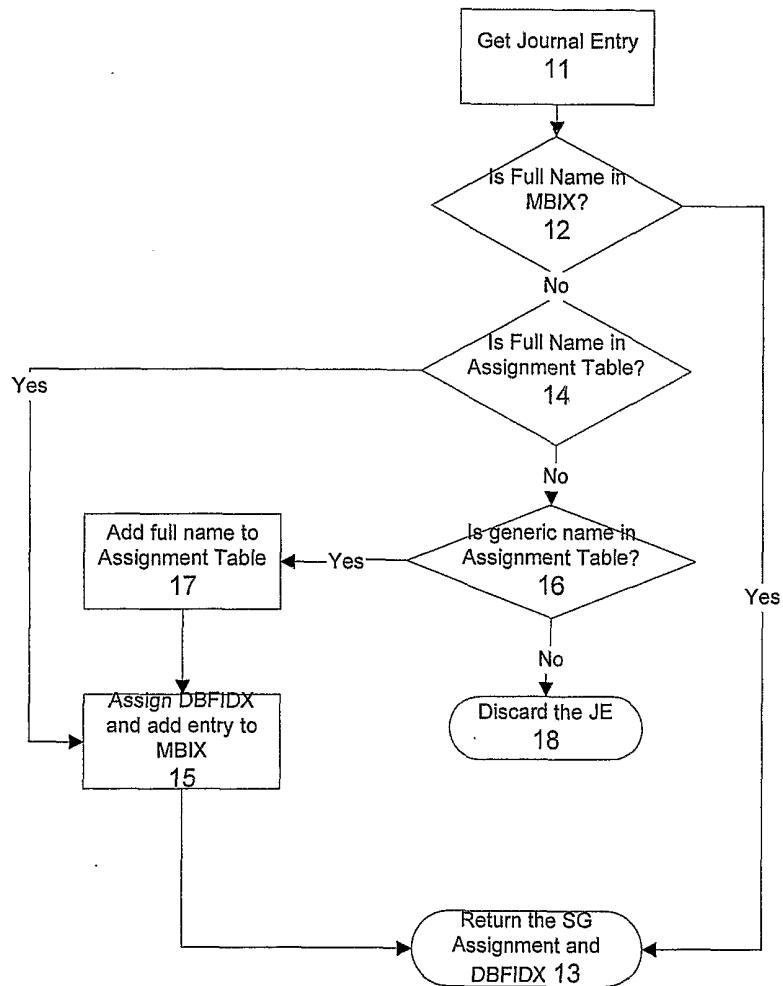 Get Journal Entry
11
Is Full Name in
MBIX?
12
No
Is Full Name in
Assignment Table?
14
Yes
No
Is generic name in
Assignment Table?
16
Yes
Add full name to
Assignment Table
17
Yes
No
Assign DBFIDX
and add entry to
MBIX
15
Discard the JE
18
Return the SG
Assignment and
DBFIDX 13